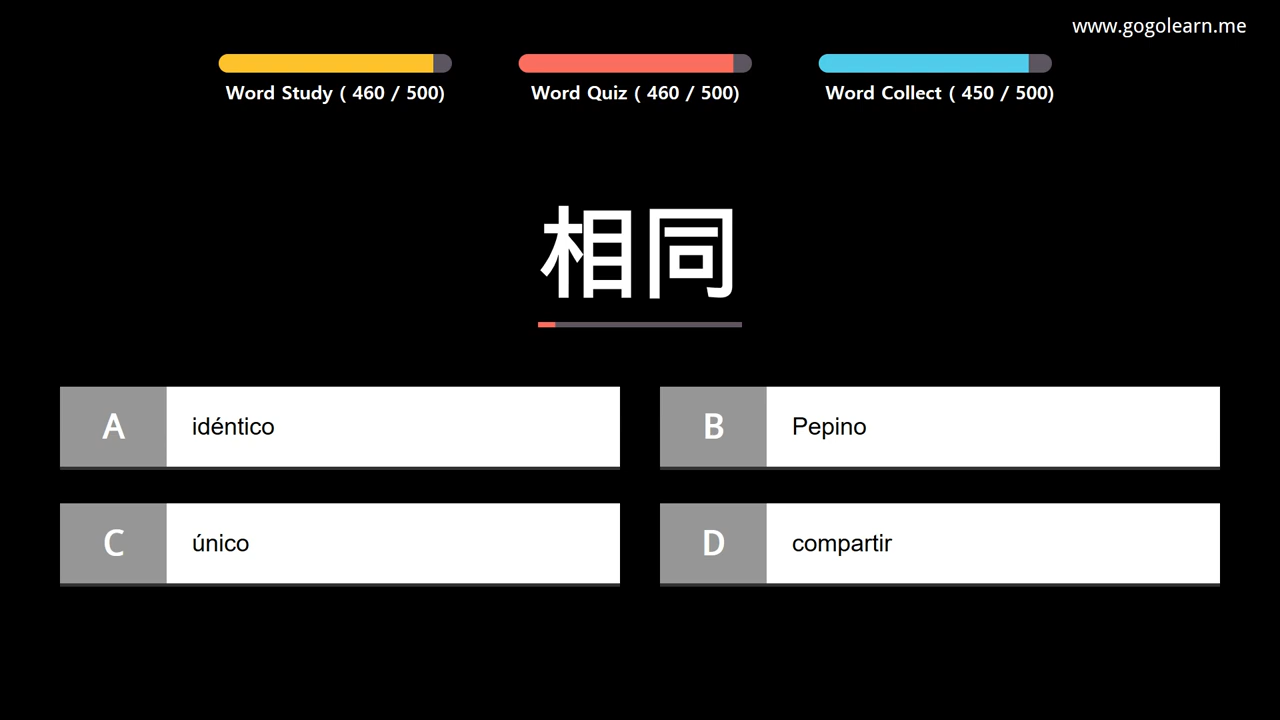 www.gogolearn.me
Word Study ( 460 / 500)
Word Quiz ( 460 / 500)
Word Collect ( 450 / 500)
相同
A idéntico
B Pepino
C único
D compartir